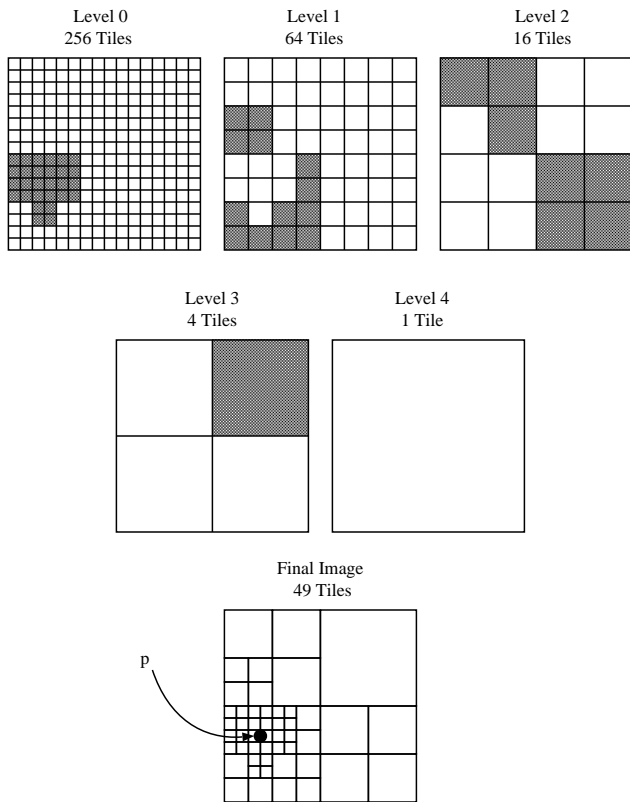 Level 0
256 Tiles
Level 1
64 Tiles
Level 2
16 Tiles
Level 3
4 Tiles
Level 4
1 Tile
Final Image
49 Tiles
p